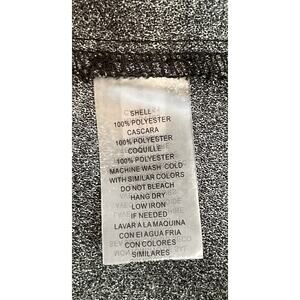 SHELL
100% POLYESTER
CASCARA
100% POLYESTER
COQUILLE
100% POLYESTER
MACHINE WASH COLD
WITH SIMILAR COLORS
DO NOT BLEACH
HANG DRY
LOW IRON
IF NEEDED
LAVAR A LA MAQUINA
CON EI AGUA FRIA
CON COLORES
SIMILARES